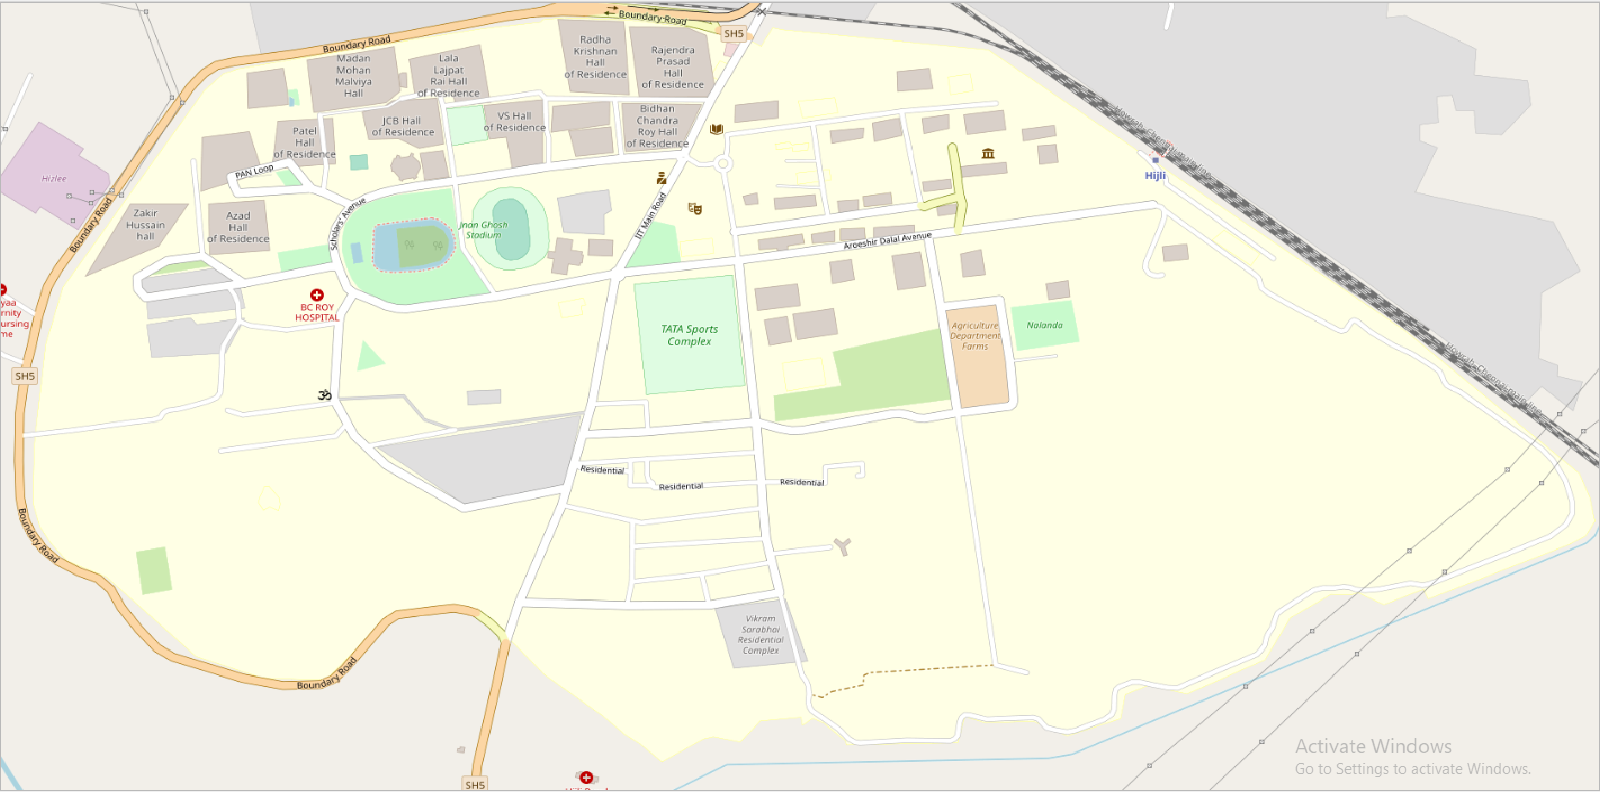 Boundary Road
SH5
Boundary Road
Radha
Krishnan
Hall
of Residence
Rajendra
Prasad
Hall
of Residence
Madan
Mohan
Malviya
Hall
Lala
Lajpat
Rai Hall
of Residence
Bidhan
Chandra
Roy Hall
of Residence
JCB Hall
of Residence
VS Hall
of Residence
Patel
Hall
of Residence
PAN Loop
Hijlee
Hijli
Zakir
Hussain
hall
Azad
Hall
of Residence
Scholars' Avenue
Boundary Road
Jnan Ghosh
Stadium
IIT Main Road
Ardeshir Dalal Avenue
BC ROY
HOSPITAL
yaa
rnity
ursing
me
TATA Sports
Complex
Agriculture
Department
Farms
Nalanda
SH5
Residential
Residential
Residential
Boundary Road
Vikram
Sarabhai
Residential
Complex
Boundary Road
SH5
Activate Windows
Go to Settings to activate Windows.